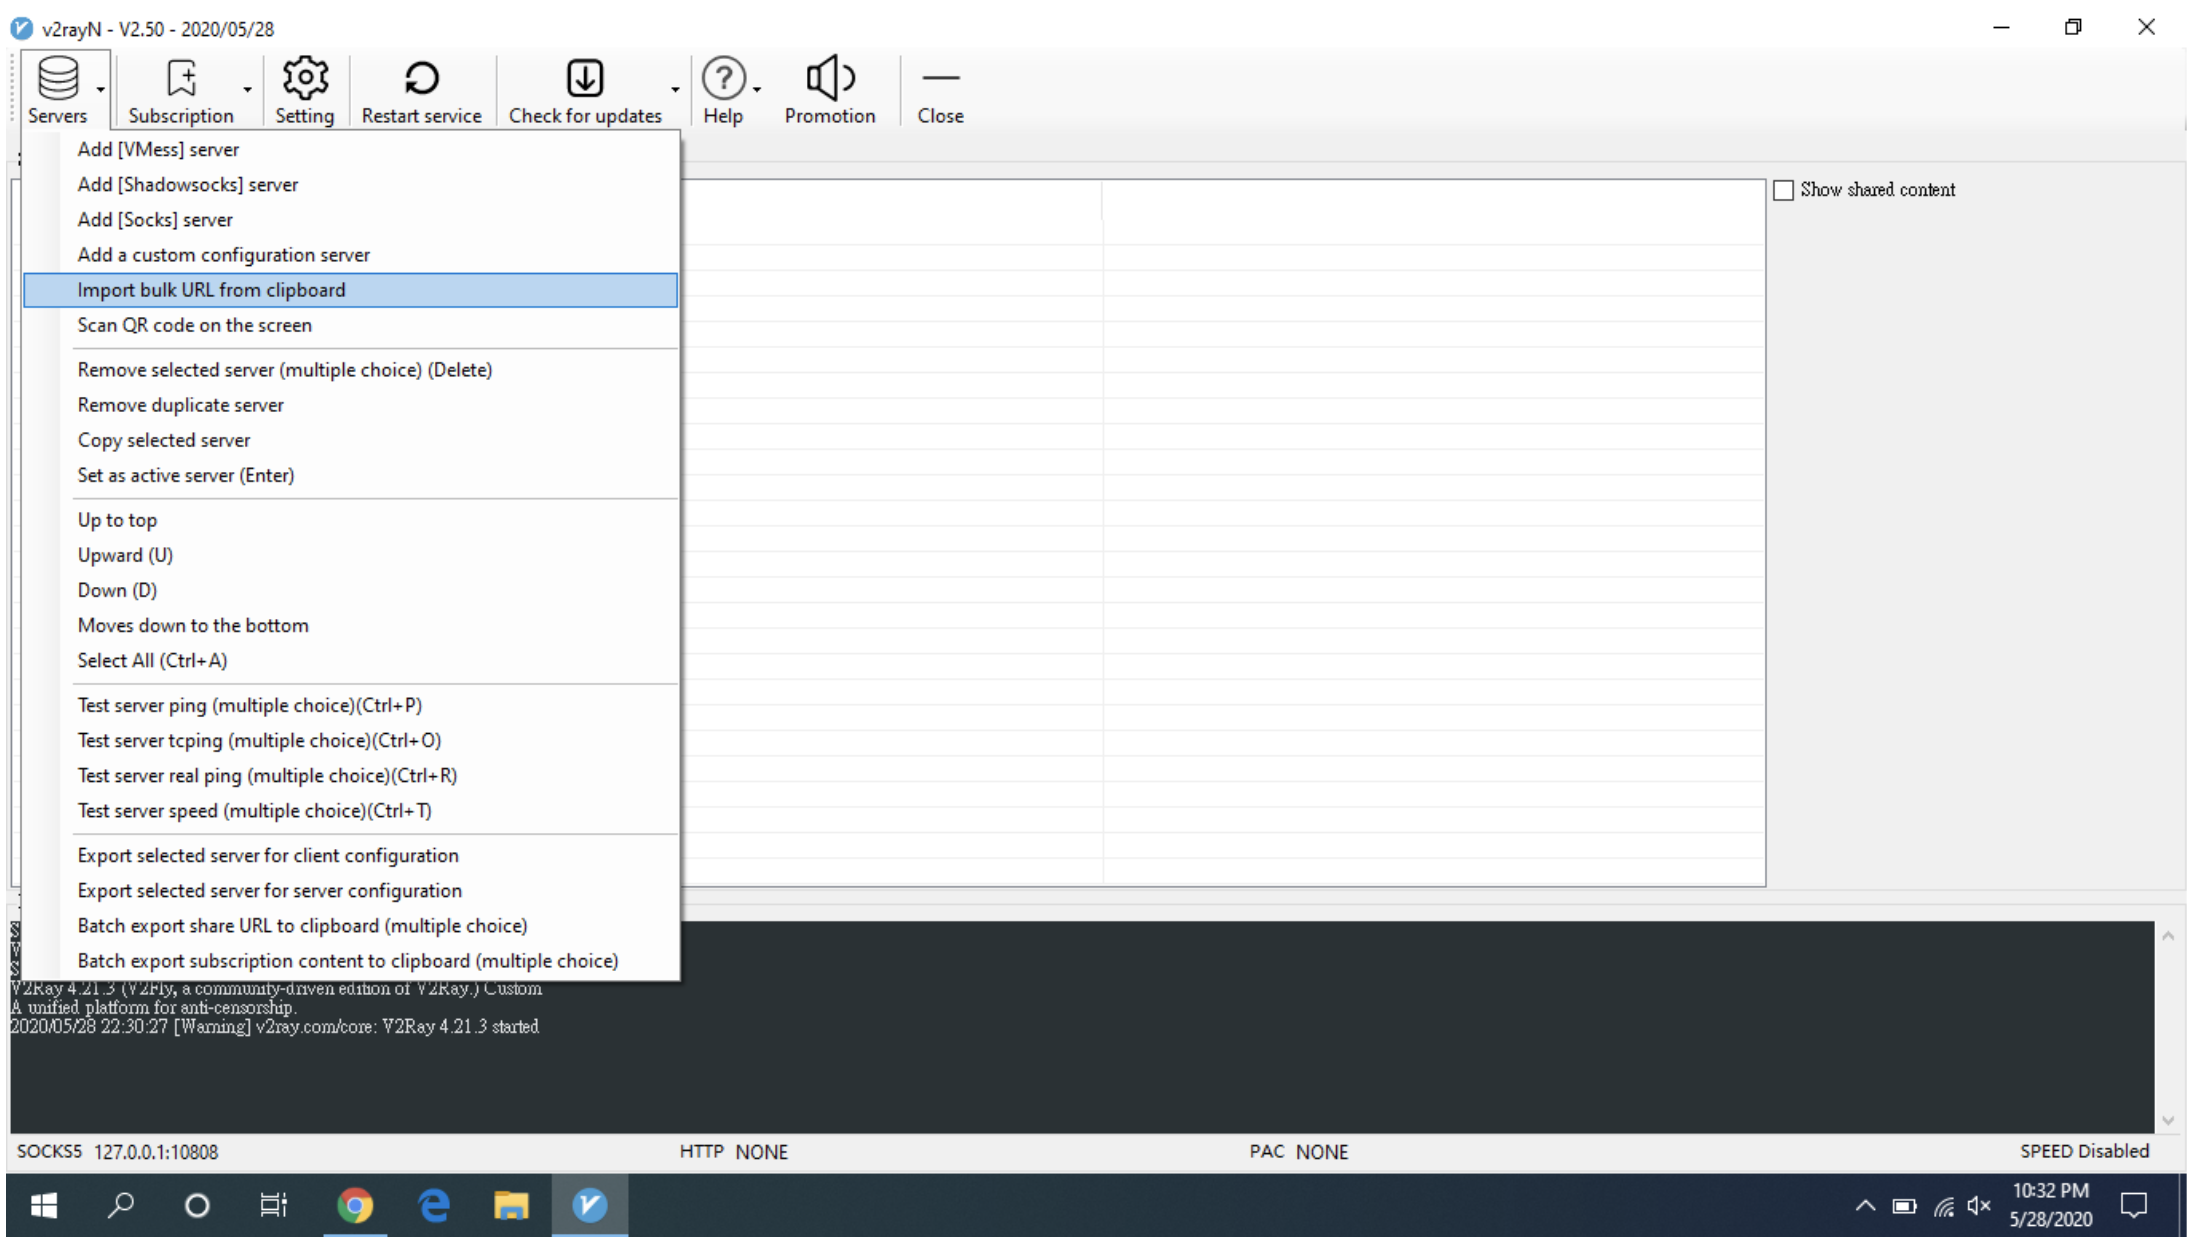 v2rayN - V2.50 - 2020/05/28
Servers
Subscription
Setting
Restart service
Check for updates
Help
Promotion
Close
Add [VMess] server
Add [Shadowsocks] server
Add [Socks] server
Add a custom configuration server
Import bulk URL from clipboard
Scan QR code on the screen
Remove selected server (multiple choice) (Delete)
Remove duplicate server
Copy selected server
Set as active server (Enter)
Up to top
Upward (U)
Down (D)
Moves down to the bottom
Select All (Ctrl+A)
Test server ping (multiple choice)(Ctrl+P)
Test server tcping (multiple choice)(Ctrl+O)
Test server real ping (multiple choice)(Ctrl+R)
Test server speed (multiple choice)(Ctrl+T)
Export selected server for client configuration
Export selected server for server configuration
Batch export share URL to clipboard (multiple choice)
Batch export subscription content to clipboard (multiple choice)
Show shared content
V2Ray 4.21.3 (V2Fly, a community-driven edition of V2Ray.) Custom
A unified platform for anti-censorship.
2020/05/28 22:30:27 [Warning] v2ray.com/core: V2Ray 4.21.3 started
SOCKS5 127.0.0.1:10808
HTTP NONE
PAC NONE
SPEED Disabled
10:32 PM
5/28/2020